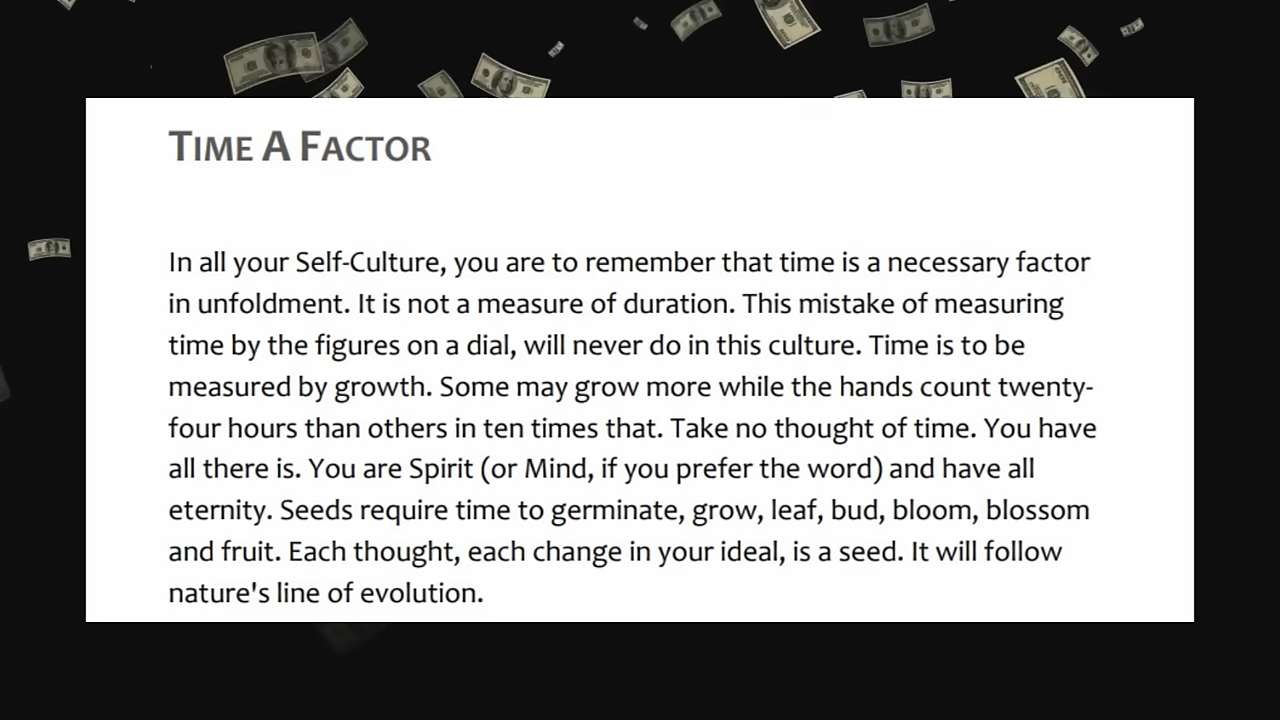 TIME A FACTOR
In all your Self-Culture, you are to remember that time is a necessary factor
in unfoldment. It is not a measure of duration. This mistake of measuring
time by the figures on a dial, will never do in this culture. Time is to be
measured by growth. Some may grow more while the hands count twenty-
four hours than others in ten times that. Take no thought of time. You have
all there is. You are Spirit (or Mind, if you prefer the word) and have all
eternity. Seeds require time to germinate, grow, leaf, bud, bloom, blossom
and fruit. Each thought, each change in your ideal, is a seed. It will follow
nature's line of evolution.